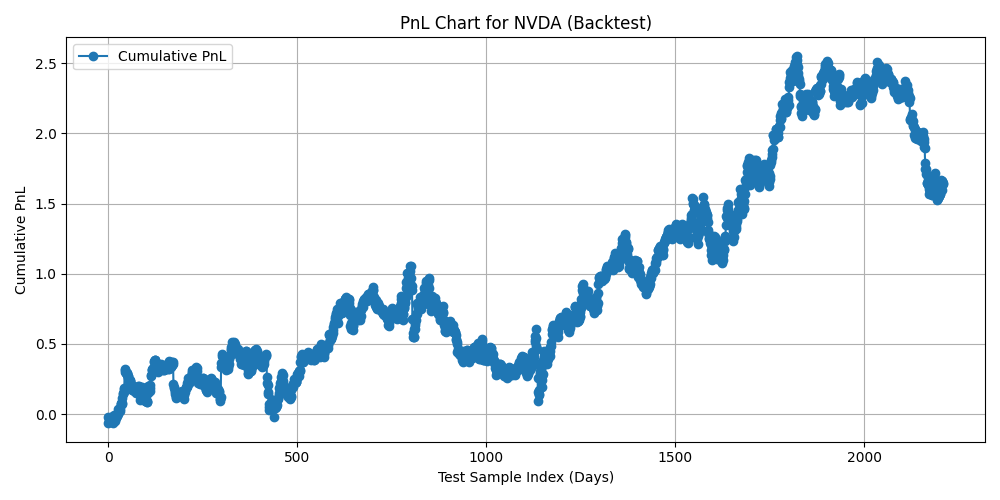 PnL Chart for NVDA (Backtest)
Cumulative PnL
2.5
2.0
1.5
1.0
0.5
0.0
Cumulative PnL
0 500 1000 1500 2000
Test Sample Index (Days)